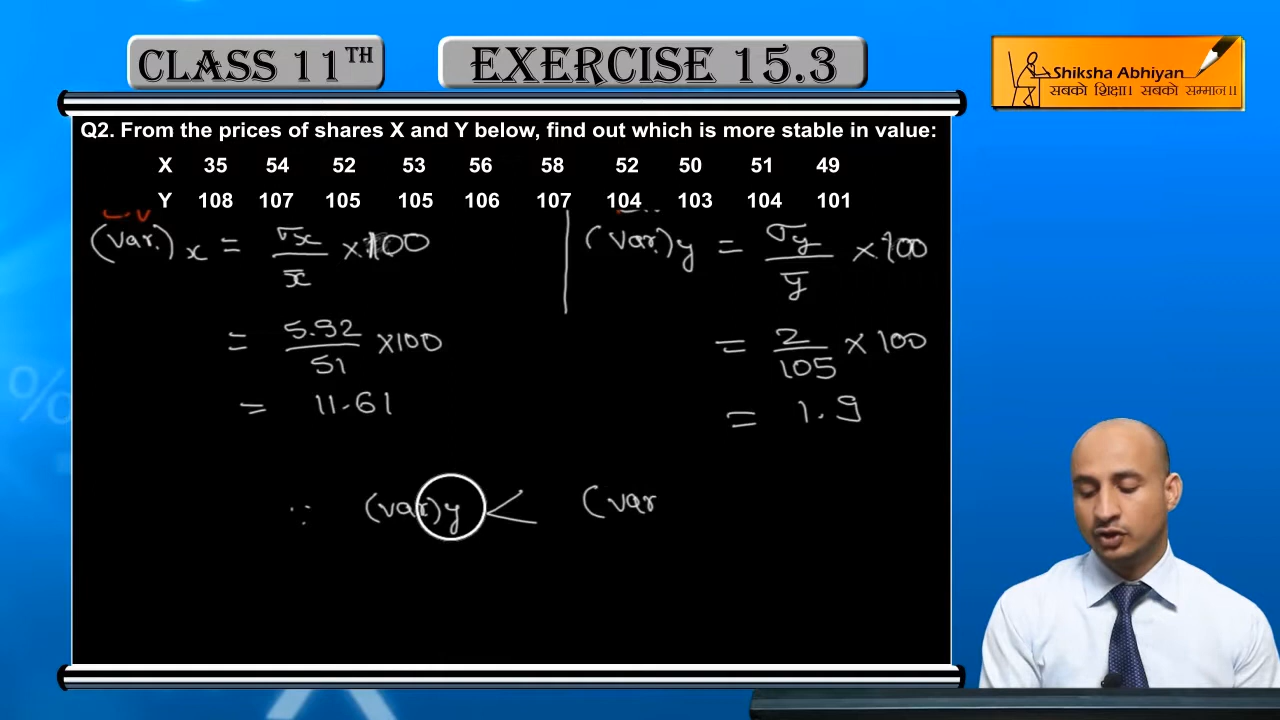 CLASS 11TH
EXERCISE 15.3
Shiksha Abhiyan
सबको शिक्षा। सबको सम्मान।।
Q2. From the prices of shares X and Y below, find out which is more stable in value:
X 35 54 52 53 56 58 52 50 51 49
Y 108 107 105 105 106 107 104 103 104 101
C.V
(Var.)x = σx / x̄ ×100
(Var.)y = σy / ȳ ×100
= 5.92 / 51 ×100
= 2 / 105 × 100
= 11.61
= 1.9
∵ (var)y < (var